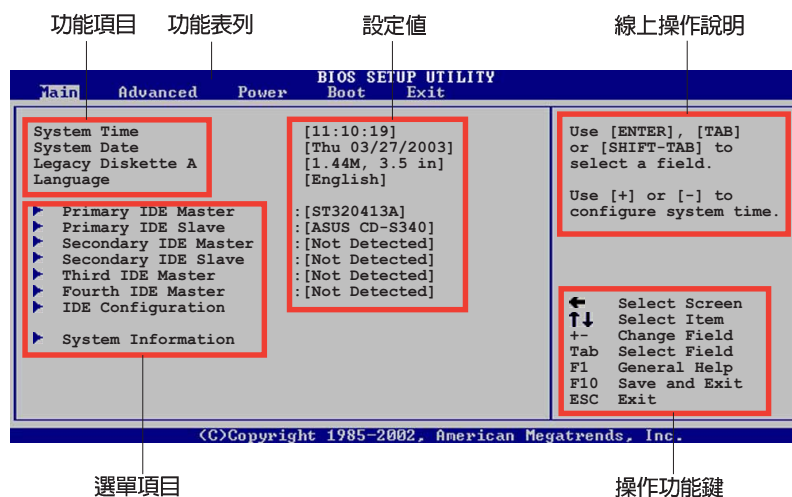 功能項目 功能表列 設定值 線上操作說明
BIOS SETUP UTILITY
Main Advanced Power Boot Exit
System Time [11:10:19]
System Date [Thu 03/27/2003]
Legacy Diskette A [1.44M, 3.5 in]
Language [English]
Primary IDE Master :[ST320413A]
Primary IDE Slave :[ASUS CD-S340]
Secondary IDE Master :[Not Detected]
Secondary IDE Slave :[Not Detected]
Third IDE Master :[Not Detected]
Fourth IDE Master :[Not Detected]
IDE Configuration
System Information
Use [ENTER], [TAB]
or [SHIFT-TAB] to
select a field.
Use [+] or [-] to
configure system time.
← Select Screen
↑↓ Select Item
+- Change Field
Tab Select Field
F1 General Help
F10 Save and Exit
ESC Exit
(C)Copyright 1985-2002, American Megatrends, Inc.
選單項目 操作功能鍵